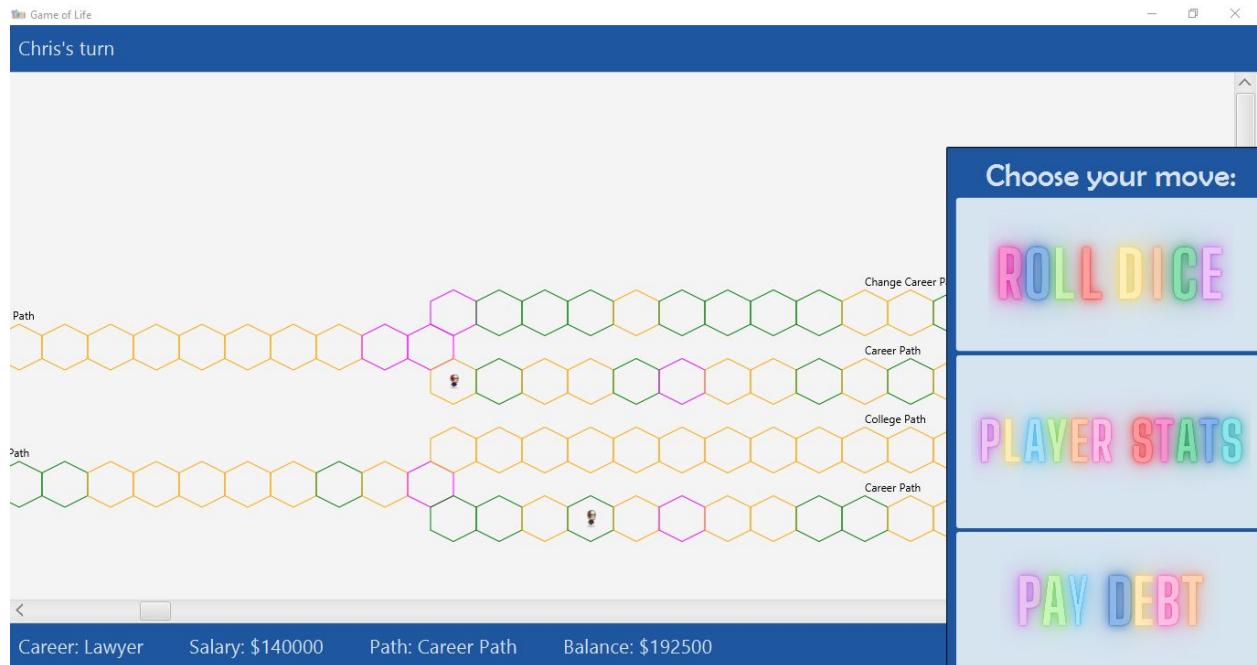 Game of Life
Chris's turn
Choose your move:
ROLL DICE
Change Career P
Path
Career Path
PLAYER STATS
College Path
Path
Career Path
PAY DEBT
Career: Lawyer Salary: $140000 Path: Career Path Balance: $192500